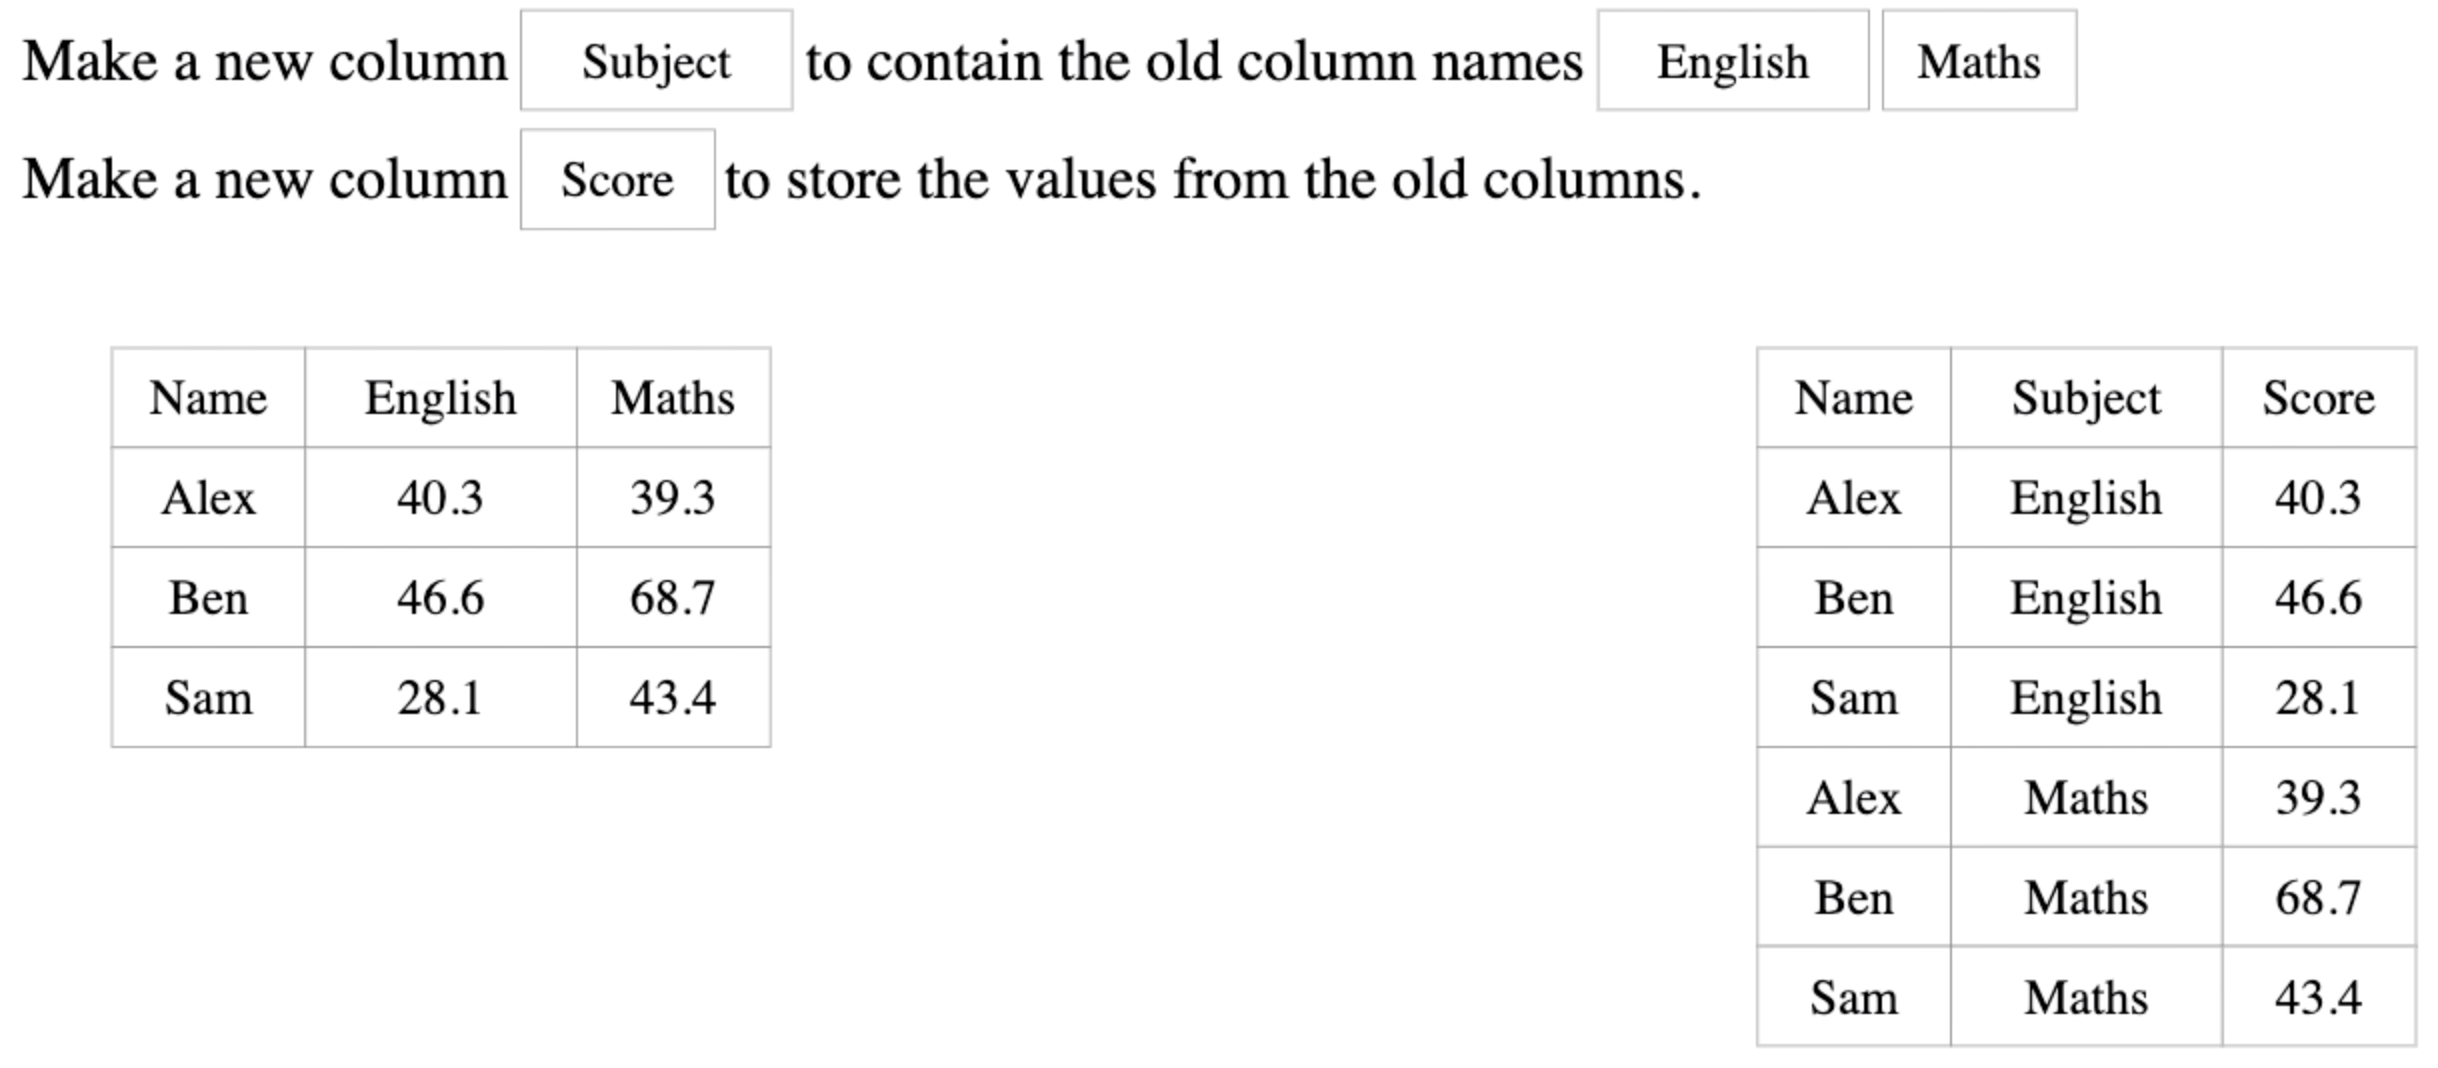 Make a new column Subject to contain the old column names English Maths
Make a new column Score to store the values from the old columns.
Name English Maths
Alex 40.3 39.3
Ben 46.6 68.7
Sam 28.1 43.4
Name Subject Score
Alex English 40.3
Ben English 46.6
Sam English 28.1
Alex Maths 39.3
Ben Maths 68.7
Sam Maths 43.4